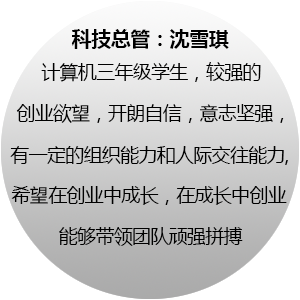 科技总管：沈雪琪
计算机三年级学生，较强的
创业欲望，开朗自信，意志坚强，
有一定的组织能力和人际交往能力,
希望在创业中成长，在成长中创业
能够带领团队顽强拼搏